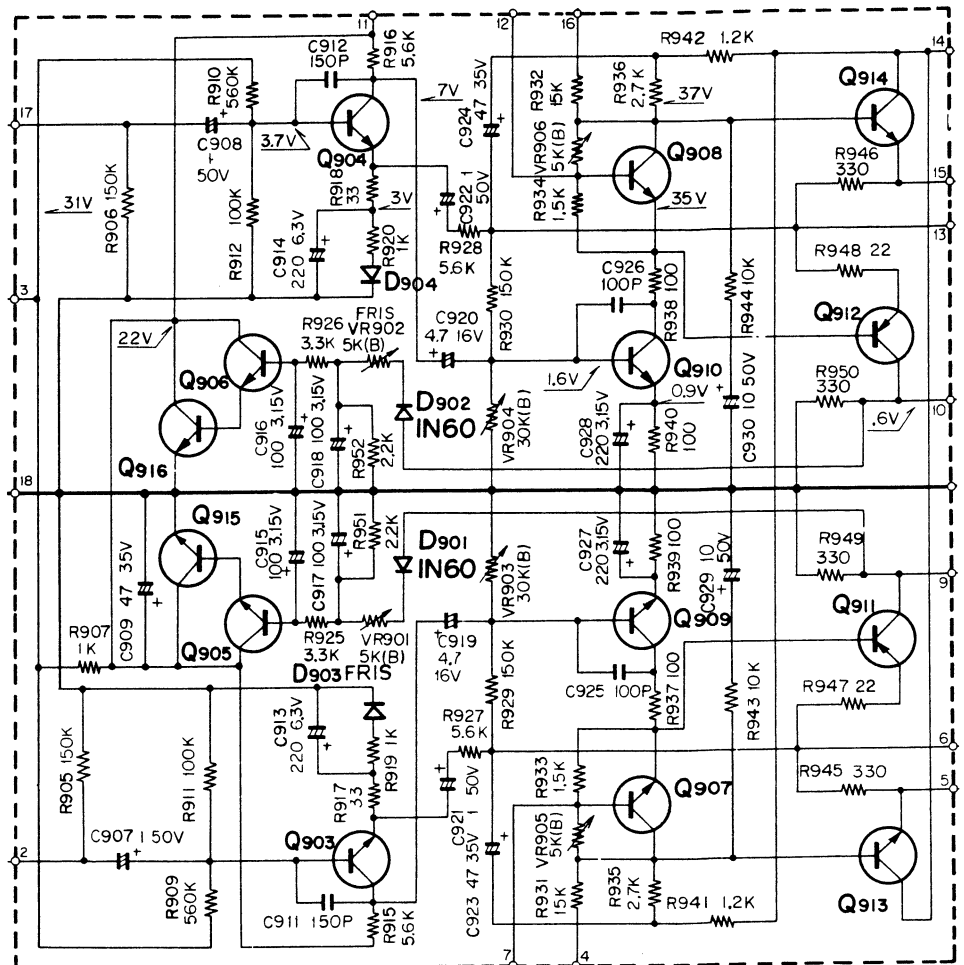 11
12
16
R916
5.6K
C912
150P
R910
560K
17
C908
1
50V
3.7V
Q904
7V
C924
47 35V
R932
15K
R936
2.7K
R942 1.2K
14
37V
Q914
VR906
5K(B)
Q908
R946
330
15
R934
1.5K
35V
31V
R906 150K
R912 100K
R918
33
3V
C922 1
50V
R928
5.6K
13
C914
220 6.3V
R920
1K
D904
R948 22
C926
100P
3
R930 150K
R938 100
R944 10K
Q912
22V
R926
3.3K
FRIS
VR902
5K(B)
C920
4.7 16V
Q910
1.6V
0.9V
R950
330
Q906
D902
IN60
.6V
10
C916
100 3.15V
C918 100 3.15V
R952
2.2K
VR904
30K(B)
C928
220 3.15V
R940
100
C930 10 50V
Q916
18
Q915
C915
100 3.15V
C917 100 3.15V
R951
2.2K
D901
IN60
VR903
30K(B)
C927
220 3.15V
R939 100
C929 10
50V
R949
330
9
C909 47 35V
Q909
Q911
R907
1K
Q905
R925
3.3K
VR901
5K(B)
C919
4.7
16V
D903 FRIS
C925 100P
R929 150K
R937 100
R943 10K
R947 22
C913
220 6.3V
R927
5.6K
6
R905 150K
R911 100K
R919 1K
R917
33
50V
R933
1.5K
R945 330
5
C907 1 50V
Q903
C921
1
VR905
5K(B)
Q907
2
R909
560K
C911 150P
R915
5.6K
C923 47 35V
R931
15K
R935
2.7K
R941 1.2K
Q913
7
4